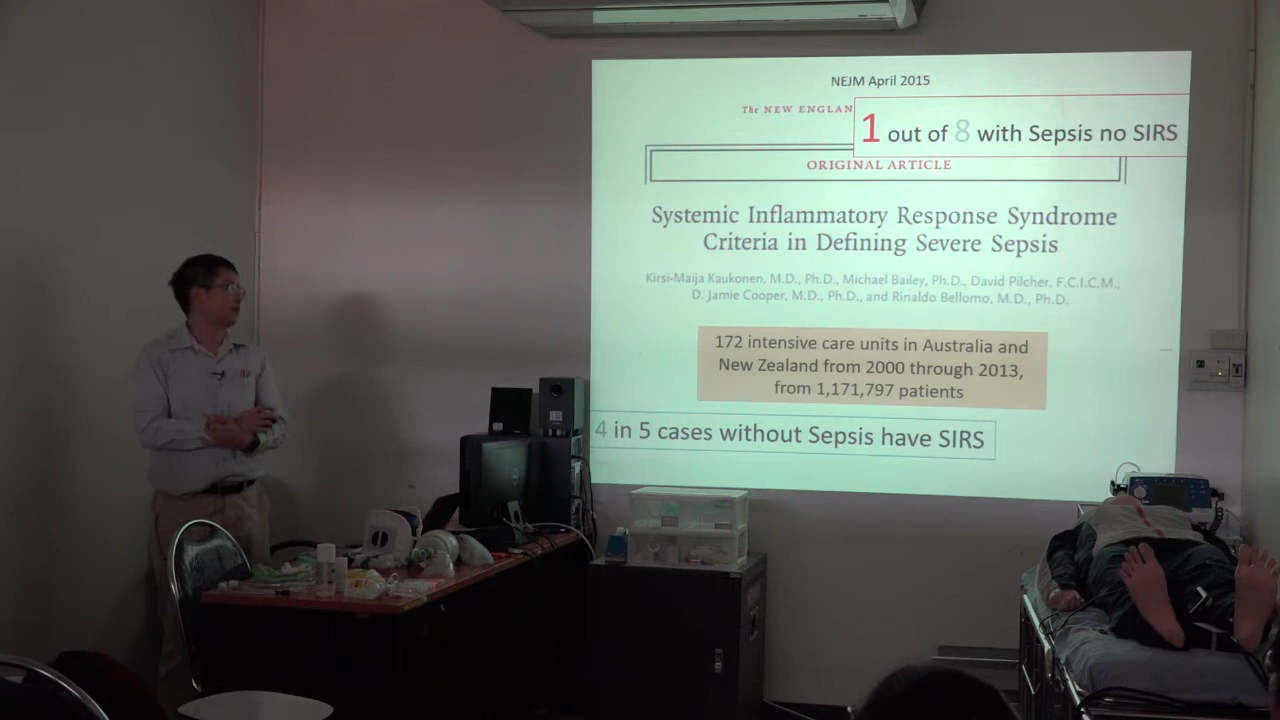 NEJM April 2015
The NEW ENGLAN
1 out of 8 with Sepsis no SIRS
ORIGINAL ARTICLE
Systemic Inflammatory Response Syndrome
Criteria in Defining Severe Sepsis
Kirsi-Maija Kaukonen, M.D., Ph.D., Michael Bailey, Ph.D., David Pilcher, F.C.I.C.M.,
D. Jamie Cooper, M.D., Ph.D., and Rinaldo Bellomo, M.D., Ph.D.
172 intensive care units in Australia and
New Zealand from 2000 through 2013,
from 1,171,797 patients
4 in 5 cases without Sepsis have SIRS